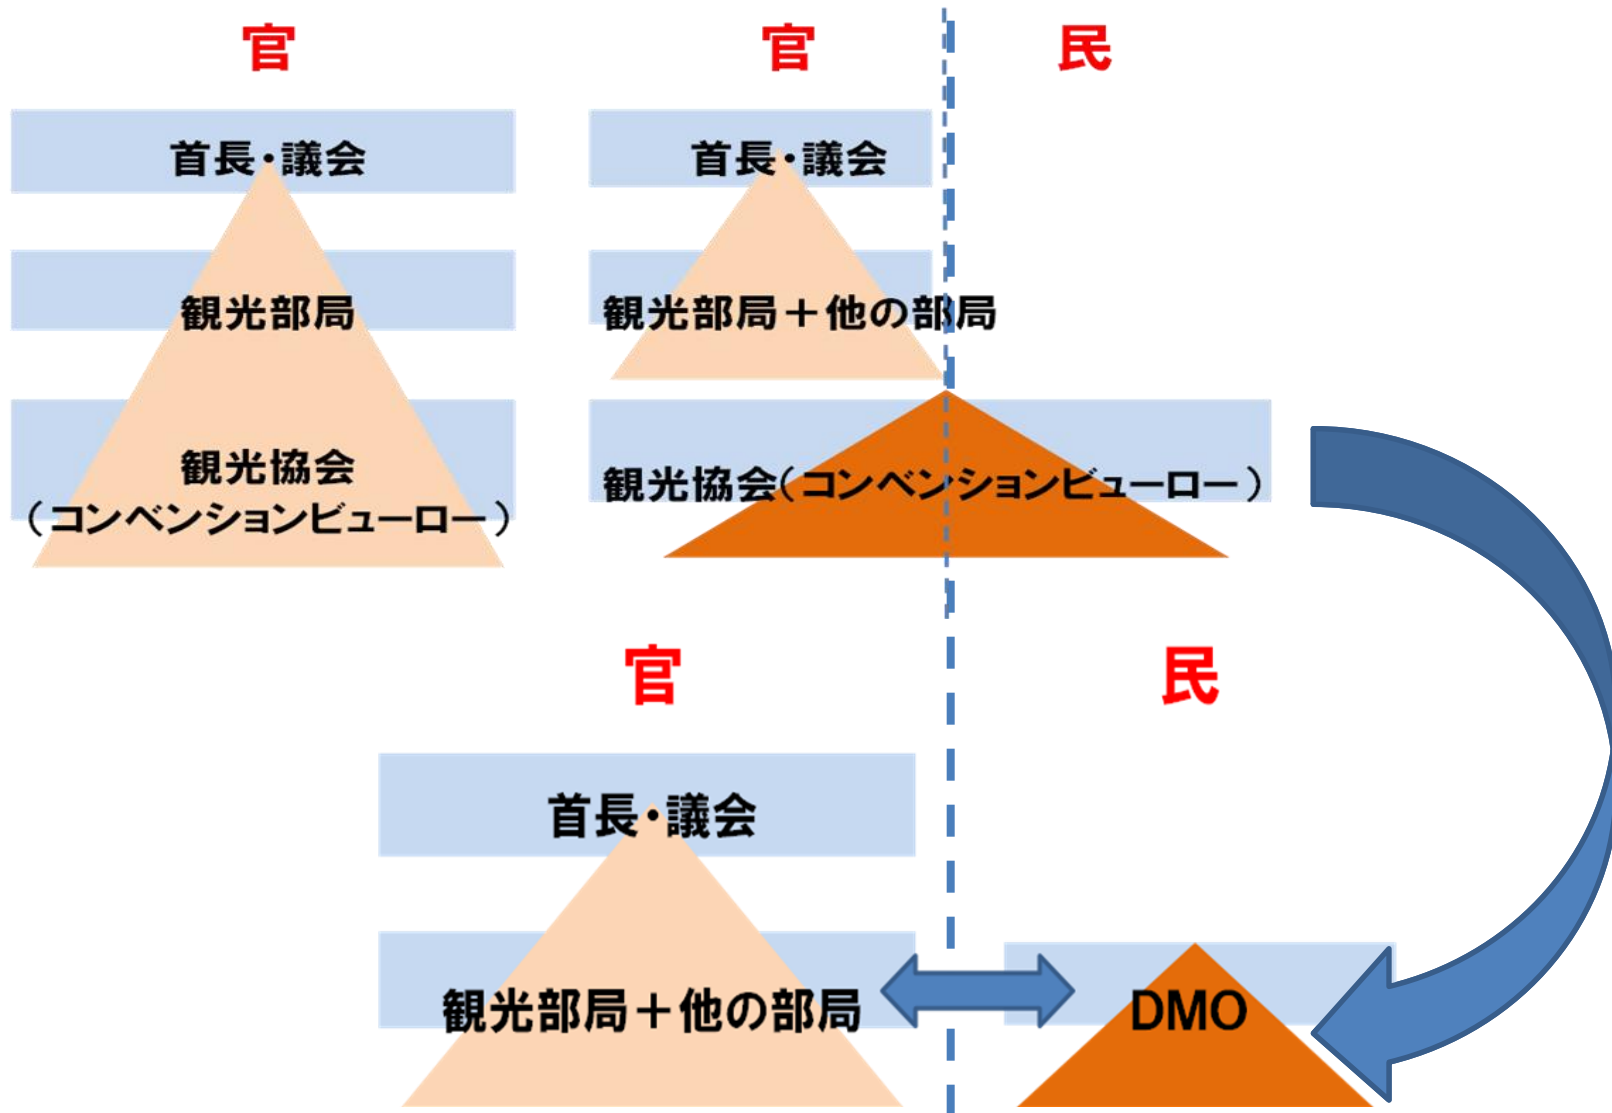 官
首長・議会
観光部局
観光協会
（コンベンションビューロー）
官
民
首長・議会
観光部局＋他の部局
観光協会（コンベンションビューロー）
官
民
首長・議会
観光部局＋他の部局
DMO